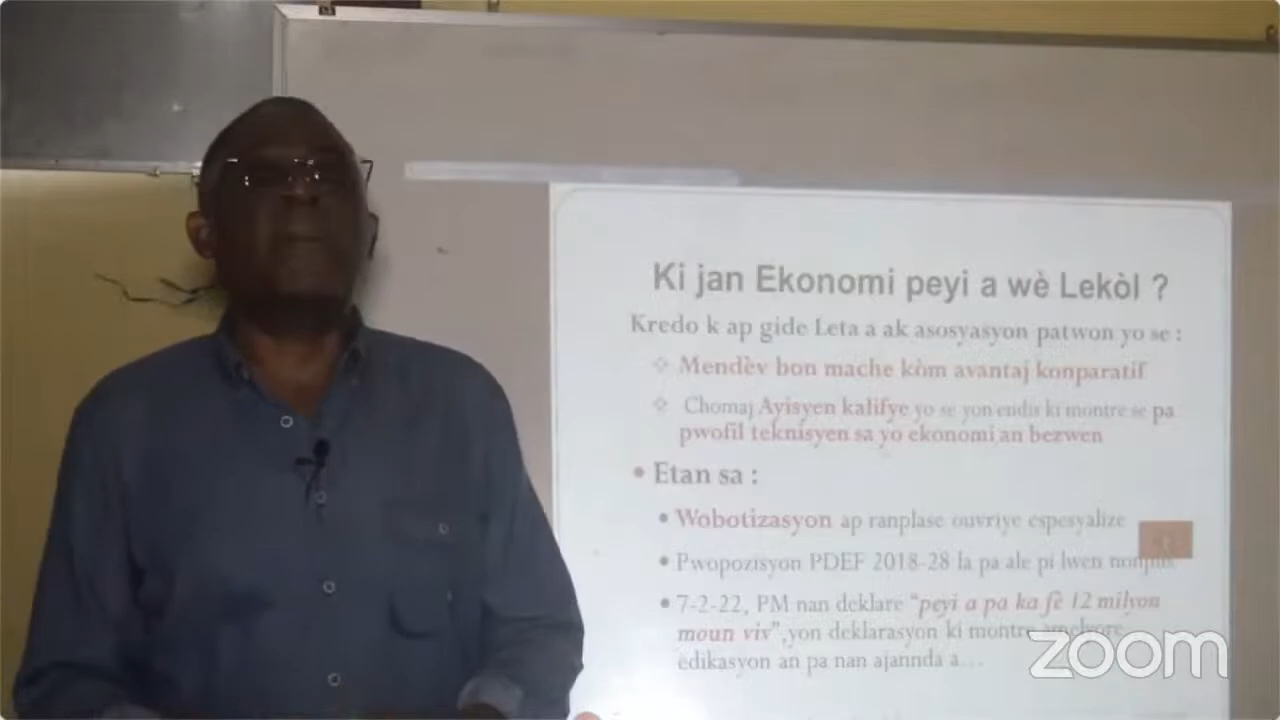 Ki jan Ekonomi peyi a wè Lekòl ?
Kredo k ap gide Leta a ak asosyasyon patwon yo se :
Mendèv bon mache kòm avantaj konparatif
Chomaj Ayisyen kalifye yo se yon endis ki montre se pa
pwofil teknisyen sa yo ekonomi an bezwen
• Etan sa :
• Wobotizasyon ap ranplase ouvriye espesyalize
• Pwopozisyon PDEF 2018-28 la pa ale pi lwen nonplis
• 7-2-22, PM nan deklare "peyi a pa ka fè 12 milyon
moun viv",yon deklarasyon ki montre amelyore
edikasyon an pa nan ajannda a…
zoom